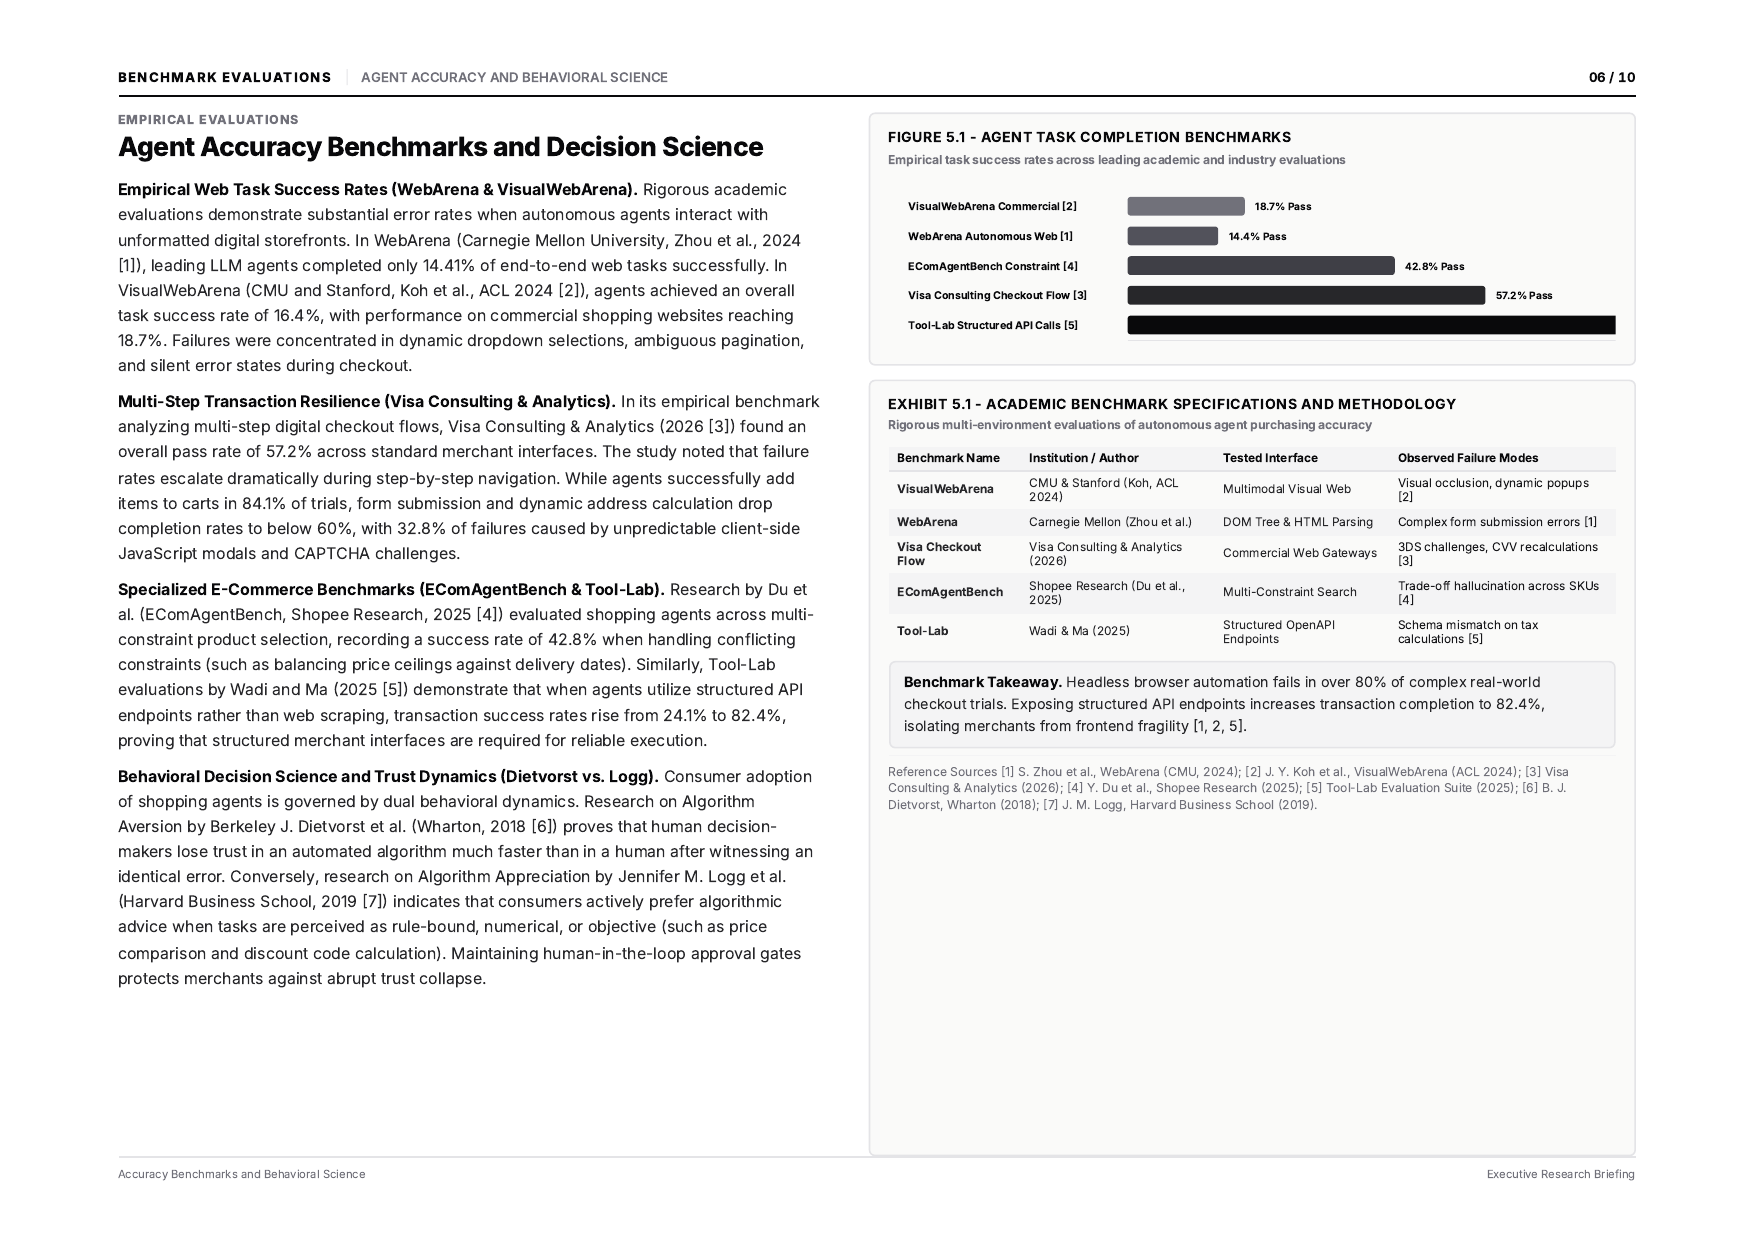 BENCHMARK EVALUATIONS | AGENT ACCURACY AND BEHAVIORAL SCIENCE 06 / 10
EMPIRICAL EVALUATIONS
Agent Accuracy Benchmarks and Decision Science
Empirical Web Task Success Rates (WebArena & VisualWebArena). Rigorous academic
evaluations demonstrate substantial error rates when autonomous agents interact with
unformatted digital storefronts. In WebArena (Carnegie Mellon University, Zhou et al., 2024
[1]), leading LLM agents completed only 14.41% of end-to-end web tasks successfully. In
VisualWebArena (CMU and Stanford, Koh et al., ACL 2024 [2]), agents achieved an overall
task success rate of 16.4%, with performance on commercial shopping websites reaching
18.7%. Failures were concentrated in dynamic dropdown selections, ambiguous pagination,
and silent error states during checkout.
Multi-Step Transaction Resilience (Visa Consulting & Analytics). In its empirical benchmark
analyzing multi-step digital checkout flows, Visa Consulting & Analytics (2026 [3]) found an
overall pass rate of 57.2% across standard merchant interfaces. The study noted that failure
rates escalate dramatically during step-by-step navigation. While agents successfully add
items to carts in 84.1% of trials, form submission and dynamic address calculation drop
completion rates to below 60%, with 32.8% of failures caused by unpredictable client-side
JavaScript modals and CAPTCHA challenges.
Specialized E-Commerce Benchmarks (EComAgentBench & Tool-Lab). Research by Du et
al. (EComAgentBench, Shopee Research, 2025 [4]) evaluated shopping agents across multi-
constraint product selection, recording a success rate of 42.8% when handling conflicting
constraints (such as balancing price ceilings against delivery dates). Similarly, Tool-Lab
evaluations by Wadi and Ma (2025 [5]) demonstrate that when agents utilize structured API
endpoints rather than web scraping, transaction success rates rise from 24.1% to 82.4%,
proving that structured merchant interfaces are required for reliable execution.
Behavioral Decision Science and Trust Dynamics (Dietvorst vs. Logg). Consumer adoption
of shopping agents is governed by dual behavioral dynamics. Research on Algorithm
Aversion by Berkeley J. Dietvorst et al. (Wharton, 2018 [6]) proves that human decision-
makers lose trust in an automated algorithm much faster than in a human after witnessing an
identical error. Conversely, research on Algorithm Appreciation by Jennifer M. Logg et al.
(Harvard Business School, 2019 [7]) indicates that consumers actively prefer algorithmic
advice when tasks are perceived as rule-bound, numerical, or objective (such as price
comparison and discount code calculation). Maintaining human-in-the-loop approval gates
protects merchants against abrupt trust collapse.
FIGURE 5.1 - AGENT TASK COMPLETION BENCHMARKS
Empirical task success rates across leading academic and industry evaluations
VisualWebArena Commercial [2] 18.7% Pass
WebArena Autonomous Web [1] 14.4% Pass
EComAgentBench Constraint [4] 42.8% Pass
Visa Consulting Checkout Flow [3] 57.2% Pass
Tool-Lab Structured API Calls [5]
EXHIBIT 5.1 - ACADEMIC BENCHMARK SPECIFICATIONS AND METHODOLOGY
Rigorous multi-environment evaluations of autonomous agent purchasing accuracy
Benchmark Name Institution / Author Tested Interface Observed Failure Modes
VisualWebArena CMU & Stanford (Koh, ACL 2024) Multimodal Visual Web Visual occlusion, dynamic popups [2]
WebArena Carnegie Mellon (Zhou et al.) DOM Tree & HTML Parsing Complex form submission errors [1]
Visa Checkout Flow Visa Consulting & Analytics (2026) Commercial Web Gateways 3DS challenges, CVV recalculations [3]
EComAgentBench Shopee Research (Du et al., 2025) Multi-Constraint Search Trade-off hallucination across SKUs [4]
Tool-Lab Wadi & Ma (2025) Structured OpenAPI Endpoints Schema mismatch on tax calculations [5]
Benchmark Takeaway. Headless browser automation fails in over 80% of complex real-world
checkout trials. Exposing structured API endpoints increases transaction completion to 82.4%,
isolating merchants from frontend fragility [1, 2, 5].
Reference Sources [1] S. Zhou et al., WebArena (CMU, 2024); [2] J. Y. Koh et al., VisualWebArena (ACL 2024); [3] Visa
Consulting & Analytics (2026); [4] Y. Du et al., Shopee Research (2025); [5] Tool-Lab Evaluation Suite (2025); [6] B. J.
Dietvorst, Wharton (2018); [7] J. M. Logg, Harvard Business School (2019).
Accuracy Benchmarks and Behavioral Science Executive Research Briefing